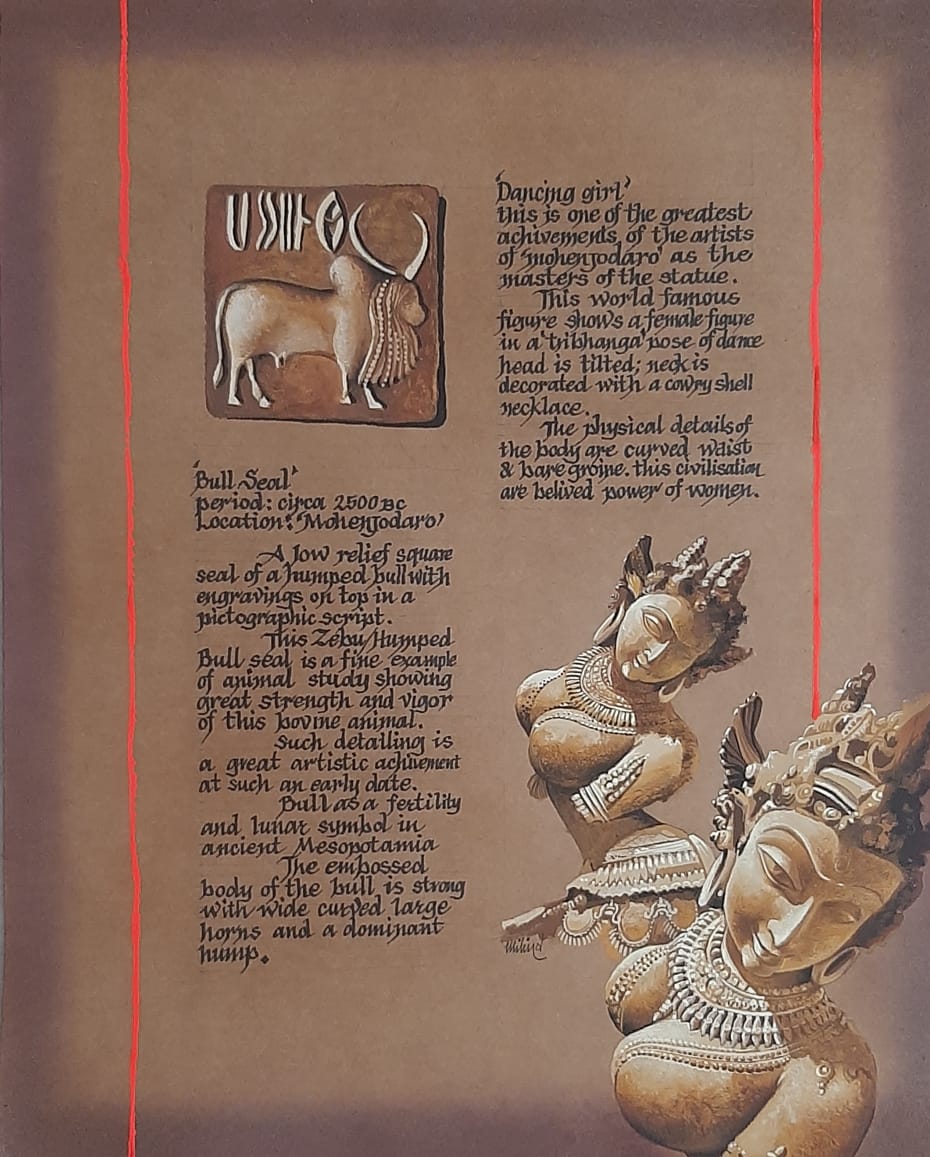 'Bull Seal'
period: circa 2500 BC
Location: 'Mohenjodaro'
A low relief square
seal of a humped bull with
engravings on top in a
pictographic script.
This Zebu/Humped
Bull seal is a fine example
of animal study showing
great strength and vigor
of this bovine animal.
Such detailing is
a great artistic achivement
at such an early date.
Bull as a fertility
and lunar symbol in
ancient Mesopotamia
The embossed
body of the bull is strong
with wide curved large
horns and a dominant
hump.
'Dancing girl'
this is one of the greatest
achivements of the artists
of 'mohenjodaro' as the
masters of the statue.
This world famous
figure shows a female figure
in a 'tribhanga' pose of dance
head is tilted; neck is
decorated with a cowry shell
necklace.
The physical details of
the body are curved waist
& bare groine. this civilisation
are belived power of women.
Milind